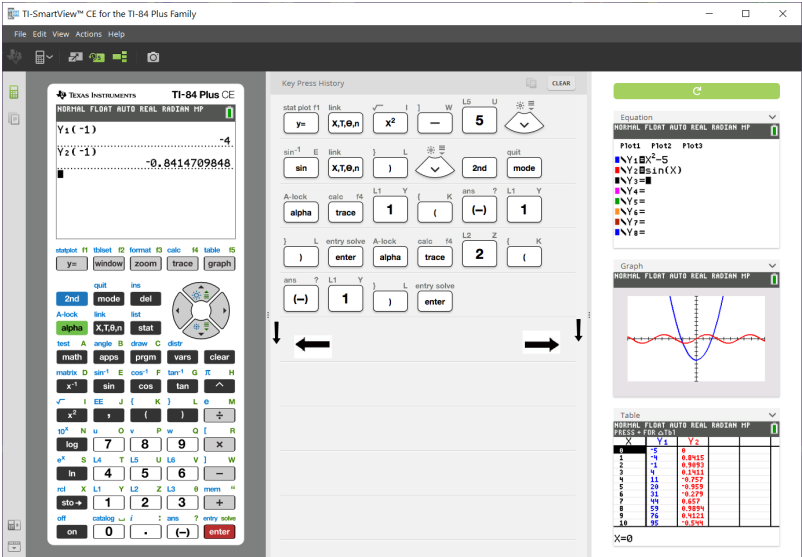 TI-SmartView™ CE for the TI-84 Plus Family
File Edit View Actions Help
TEXAS INSTRUMENTS TI-84 Plus CE
NORMAL FLOAT AUTO REAL RADIAN MP
Y₁(-1)
-4
Y₂(-1)
-0.8414709848
statplot f1 tblset f2 format f3 calc f4 table f5
y= window zoom trace graph
quit ins
2nd mode del
A-lock link list
alpha X,T,θ,n stat
test A angle B draw C distr
math apps prgm vars clear
matrix D sin⁻¹ E cos⁻¹ F tan⁻¹ G π H
x⁻¹ sin cos tan ^
√ I EE J { K } L e M
x² , ( ) ÷
10ˣ N u O v P w Q [ R
log 7 8 9 ×
eˣ S L4 T L5 U L6 V ] W
ln 4 5 6 −
rcl X L1 Y L2 Z L3 θ mem "
sto→ 1 2 3 +
off catalog ⎵ i : ans ? entry solve
on 0 . (−) enter
Key Press History
CLEAR
stat plot f1 link √ I ] W L5 U
y= X,T,θ,n x² − 5
sin⁻¹ E link } L quit
sin X,T,θ,n ) 2nd mode
A-lock calc f4 L1 Y { K ans ? L1 Y
alpha trace 1 ( (−) 1
} L entry solve A-lock calc f4 L2 Z { K
) enter alpha trace 2 (
ans ? L1 Y } L entry solve
(−) 1 ) enter
Equation
NORMAL FLOAT AUTO REAL RADIAN MP
Plot1 Plot2 Plot3
\Y₁=X²-5
\Y₂=sin(X)
\Y₃=
\Y₄=
\Y₅=
\Y₆=
\Y₇=
\Y₈=
Graph
NORMAL FLOAT AUTO REAL RADIAN MP
Table
NORMAL FLOAT AUTO REAL RADIAN MP
PRESS + FOR △Tbl
X Y₁ Y₂
0 -5 0
1 -4 0.8415
2 -1 0.9093
3 4 0.1411
4 11 -0.757
5 20 -0.959
6 31 -0.279
7 44 0.657
8 59 0.9894
9 76 0.4121
10 95 -0.544
X=0